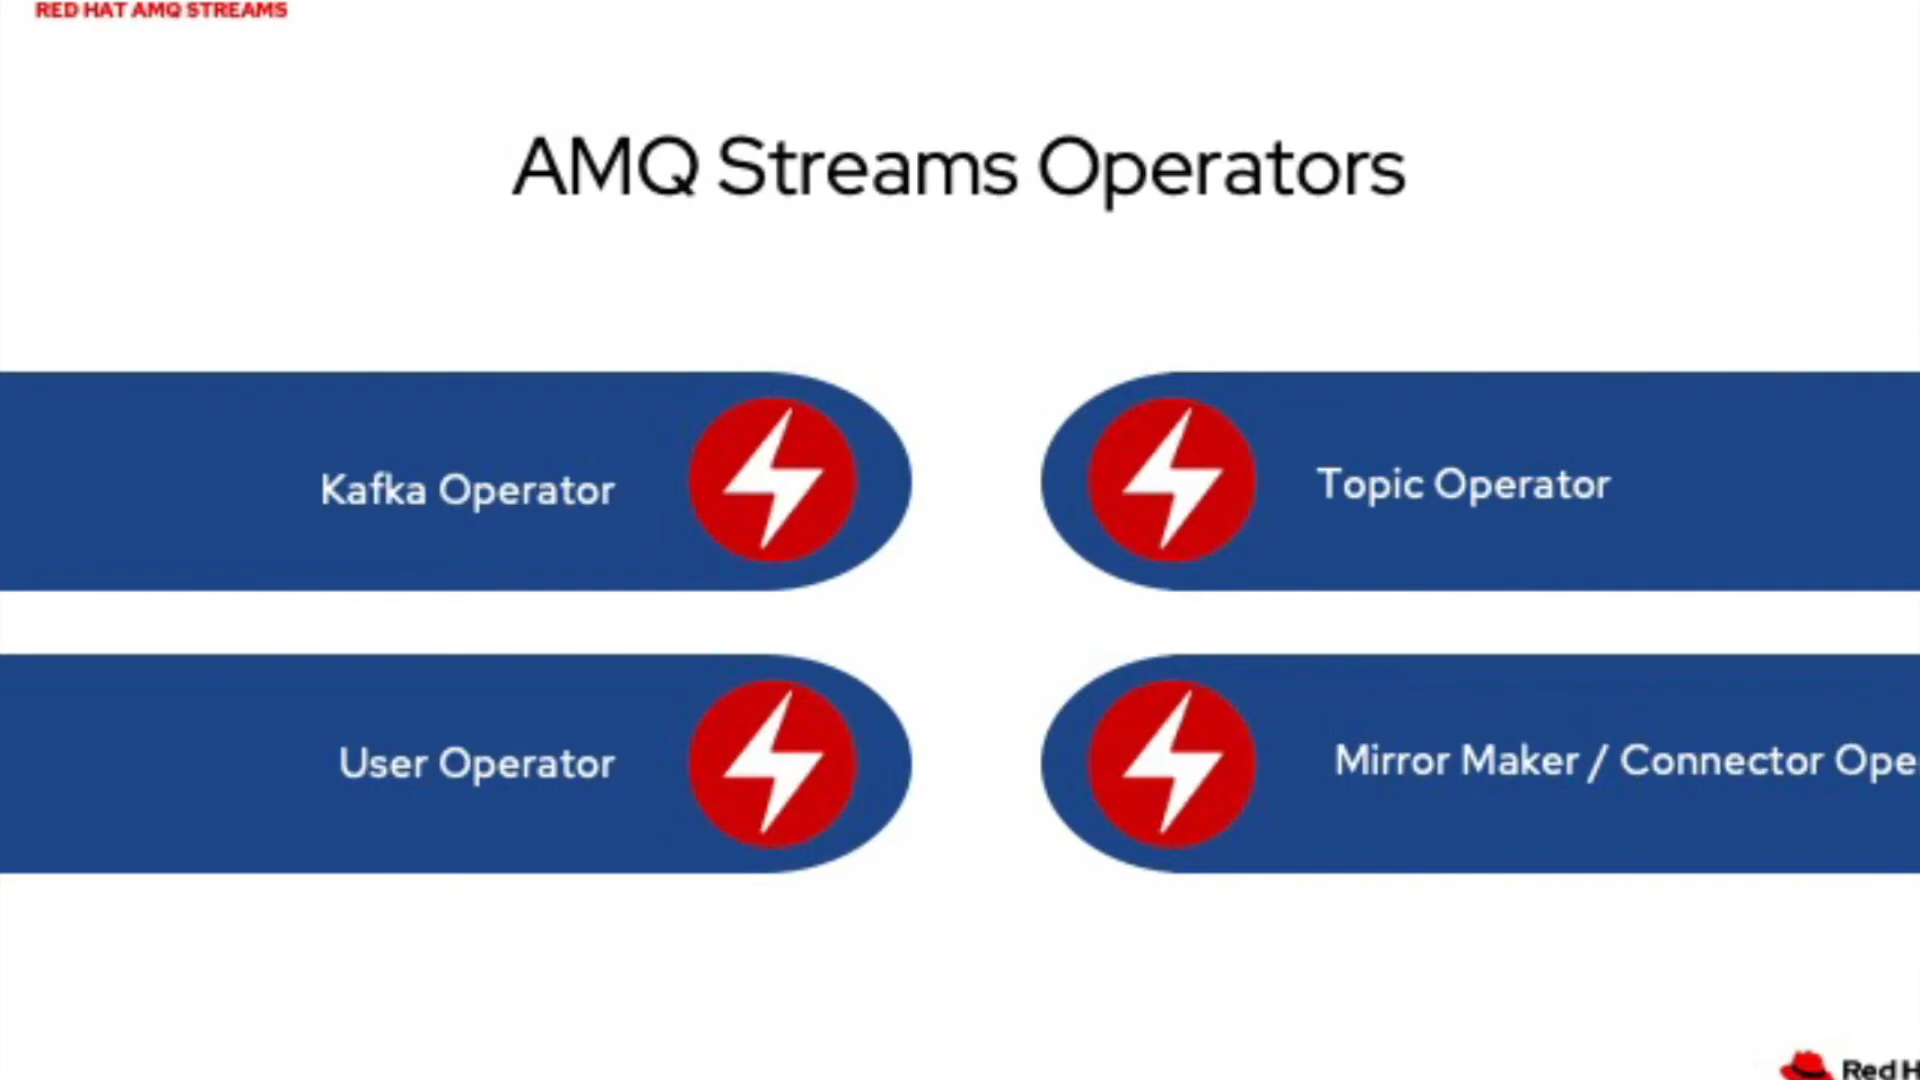 RED HAT AMQ STREAMS
AMQ Streams Operators
Kafka Operator
Topic Operator
User Operator
Mirror Maker / Connector Ope
Red H